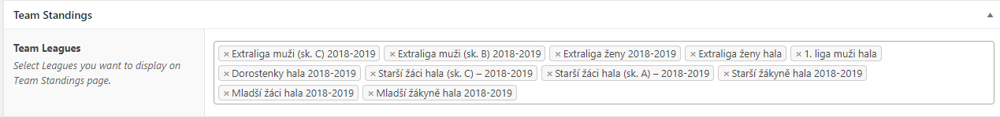 Team Standings
Team Leagues
Select Leagues you want to display on
Team Standings page.
× Extraliga muži (sk. C) 2018-2019 × Extraliga muži (sk. B) 2018-2019 × Extraliga ženy 2018-2019 × Extraliga ženy hala × 1. liga muži hala
× Dorostenky hala 2018-2019 × Starší žáci hala (sk. C) – 2018-2019 × Starší žáci hala (sk. A) – 2018-2019 × Starší žákyně hala 2018-2019
× Mladší žáci hala 2018-2019 × Mladší žákyně hala 2018-2019